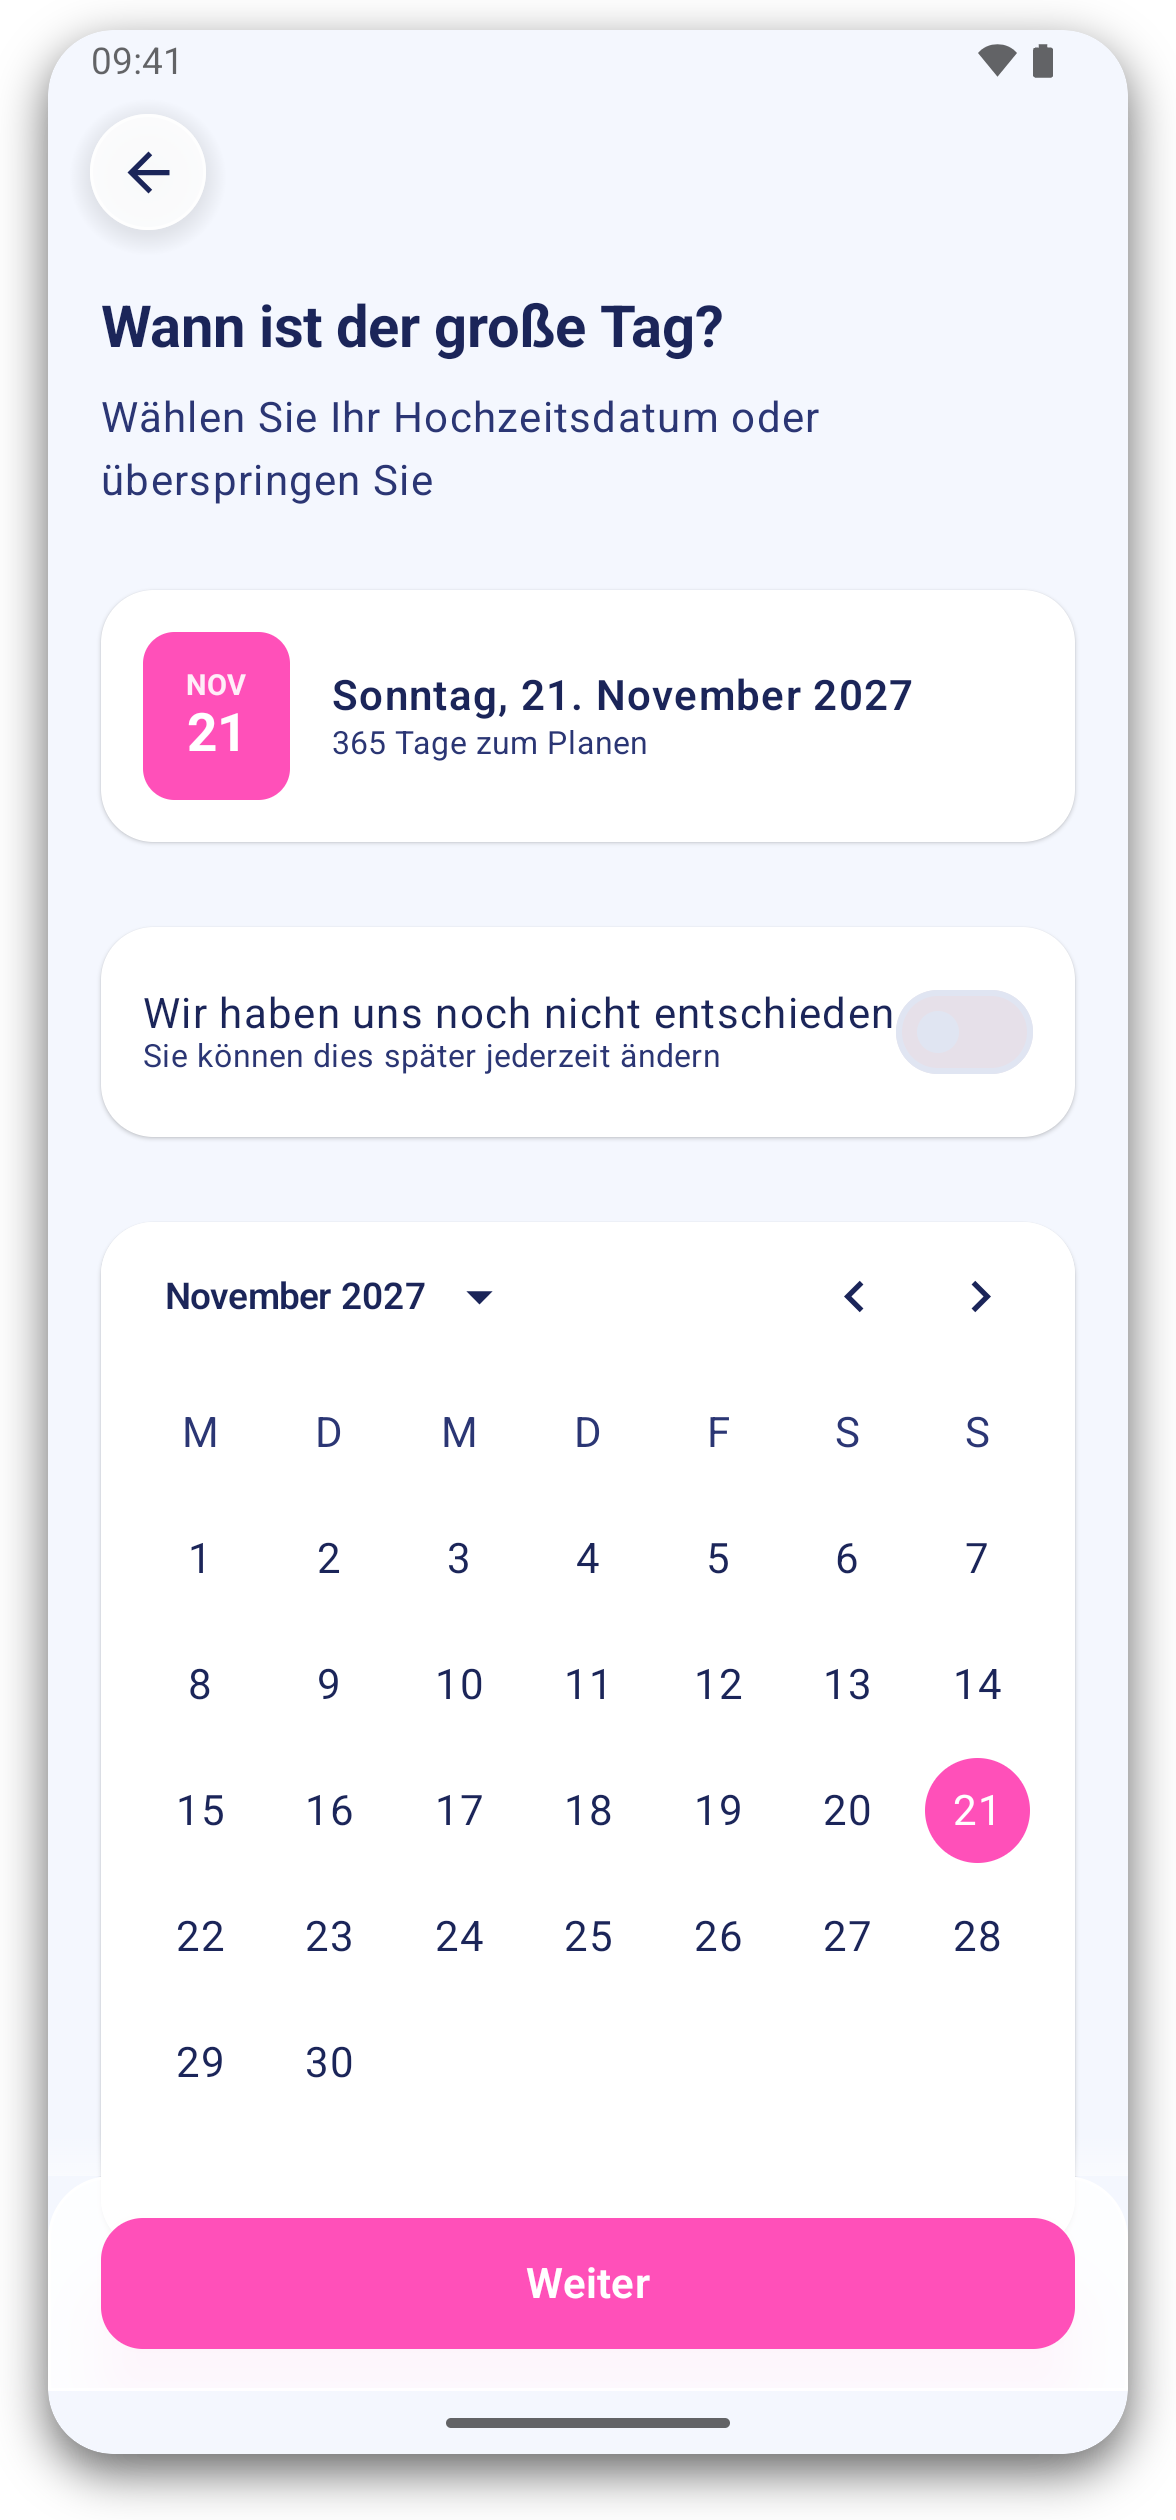 09:41
Wann ist der große Tag?
Wählen Sie Ihr Hochzeitsdatum oder
überspringen Sie
NOV
21
Sonntag, 21. November 2027
365 Tage zum Planen
Wir haben uns noch nicht entschieden
Sie können dies später jederzeit ändern
November 2027
M D M D F S S
1 2 3 4 5 6 7
8 9 10 11 12 13 14
15 16 17 18 19 20 21
22 23 24 25 26 27 28
29 30
Weiter